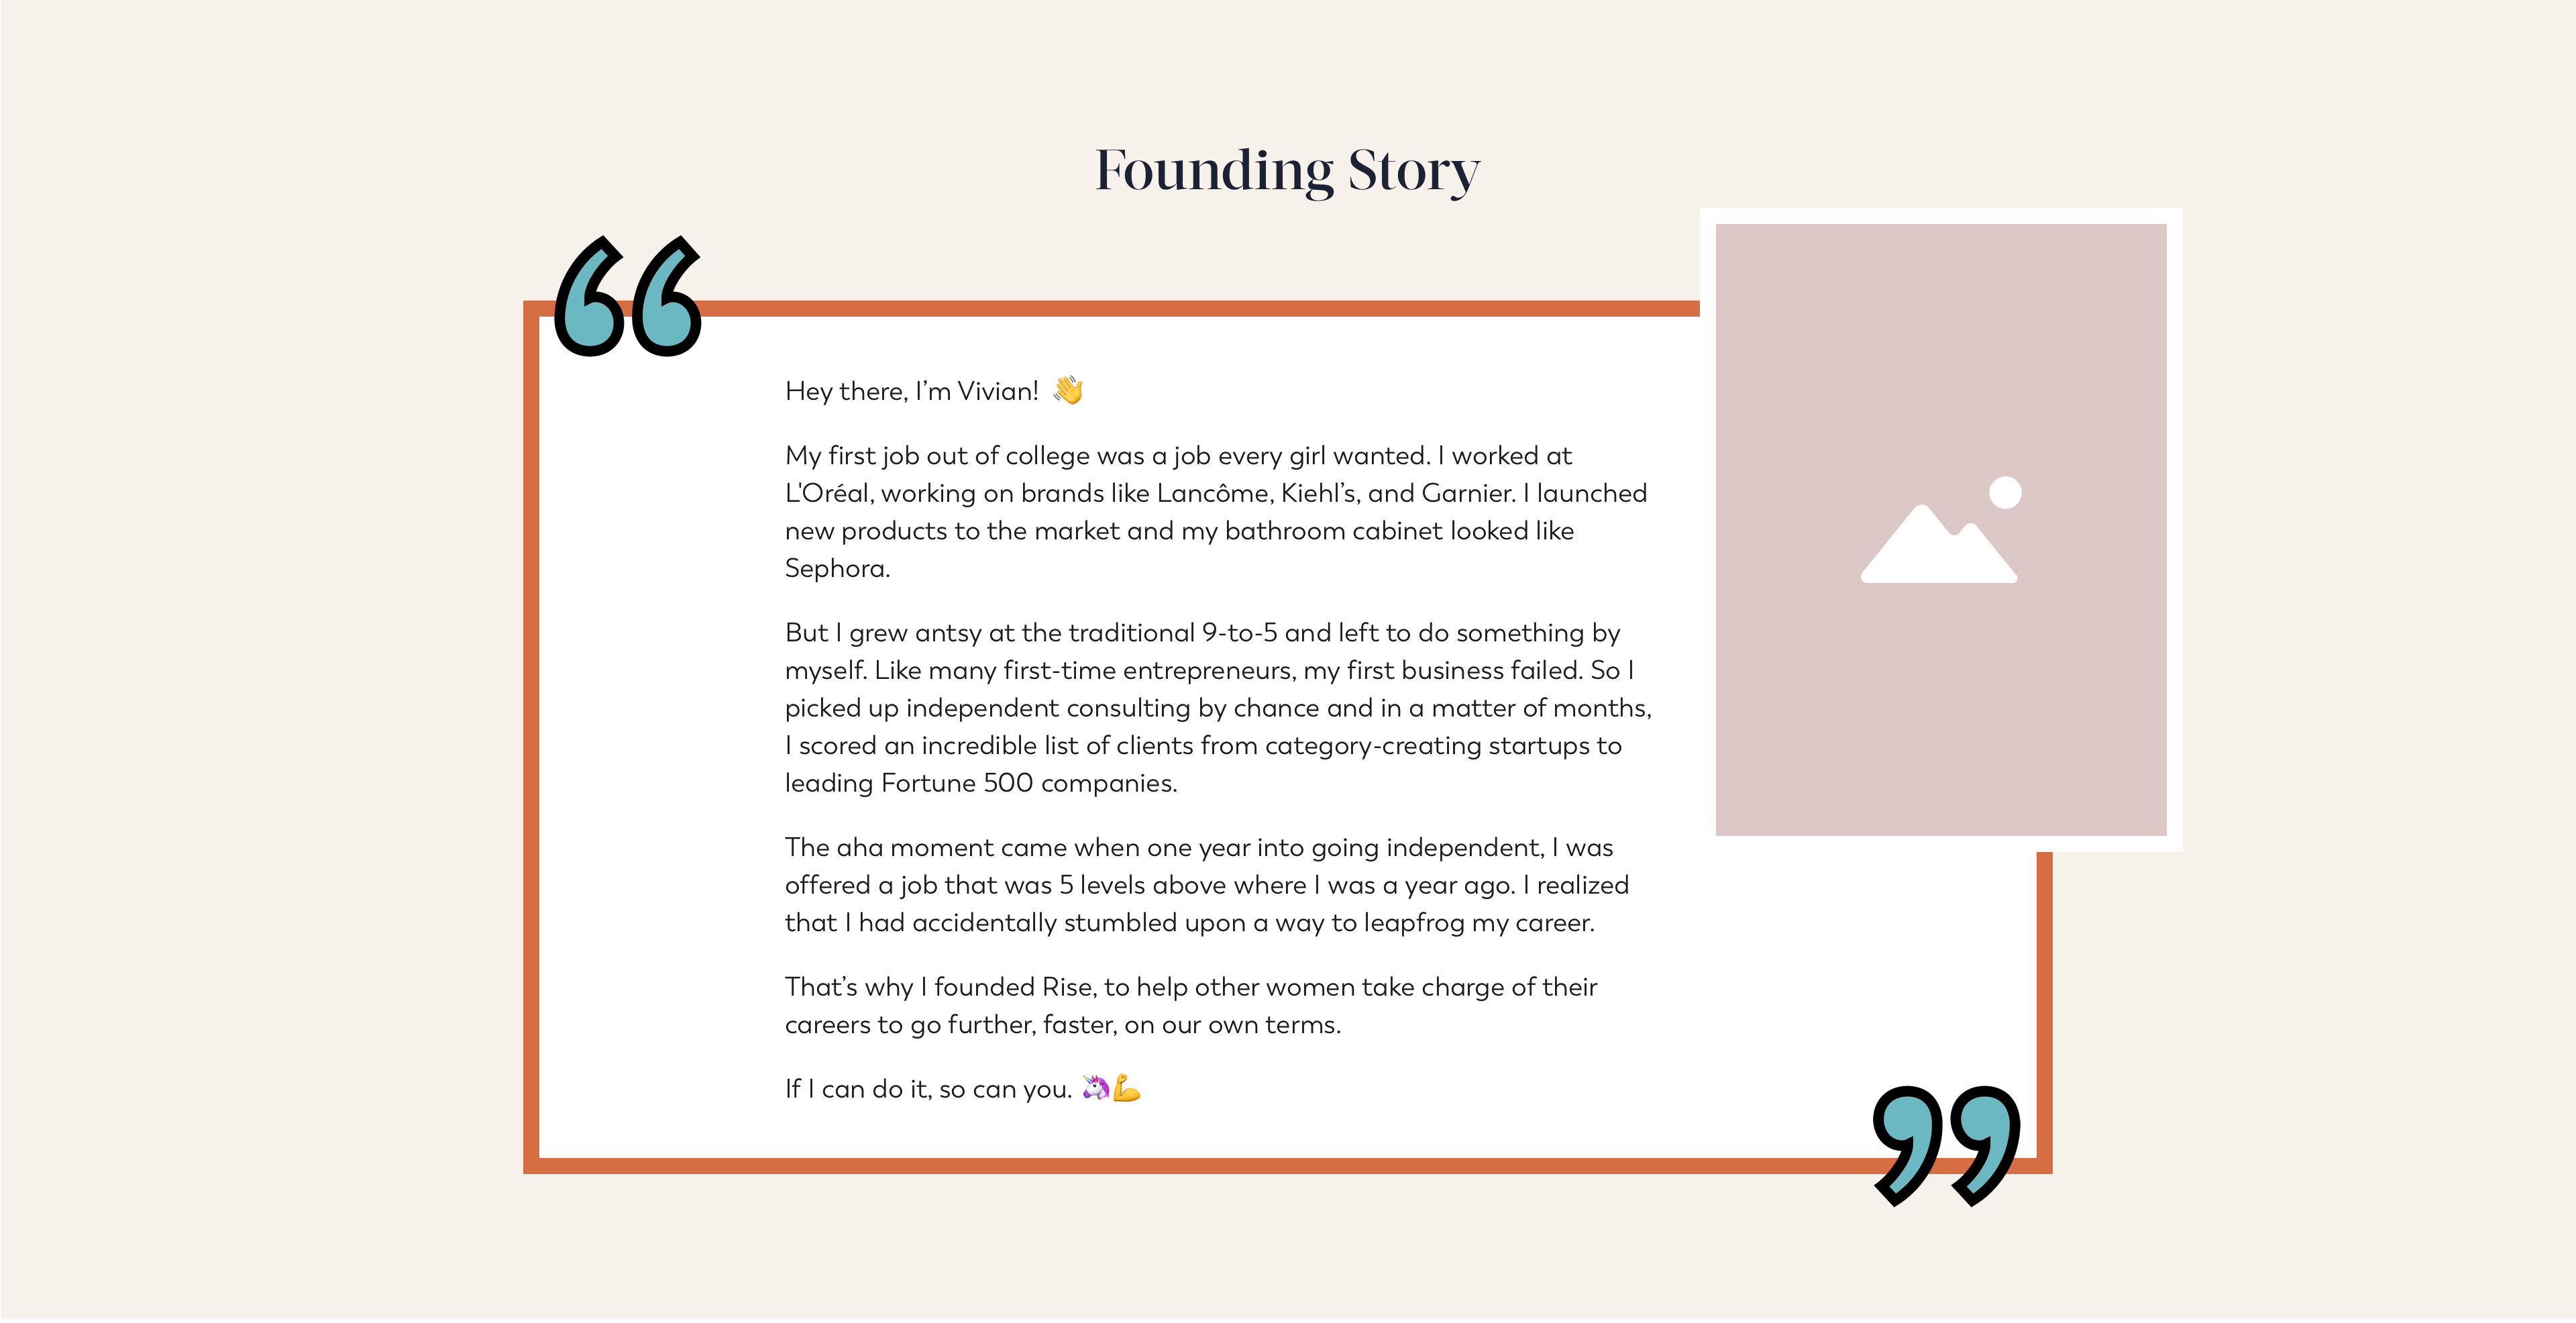 Founding Story
“
Hey there, I’m Vivian! 👋
My first job out of college was a job every girl wanted. I worked at
L'Oréal, working on brands like Lancôme, Kiehl’s, and Garnier. I launched
new products to the market and my bathroom cabinet looked like
Sephora.
But I grew antsy at the traditional 9-to-5 and left to do something by
myself. Like many first-time entrepreneurs, my first business failed. So I
picked up independent consulting by chance and in a matter of months,
I scored an incredible list of clients from category-creating startups to
leading Fortune 500 companies.
The aha moment came when one year into going independent, I was
offered a job that was 5 levels above where I was a year ago. I realized
that I had accidentally stumbled upon a way to leapfrog my career.
That’s why I founded Rise, to help other women take charge of their
careers to go further, faster, on our own terms.
If I can do it, so can you. 🦄💪
”